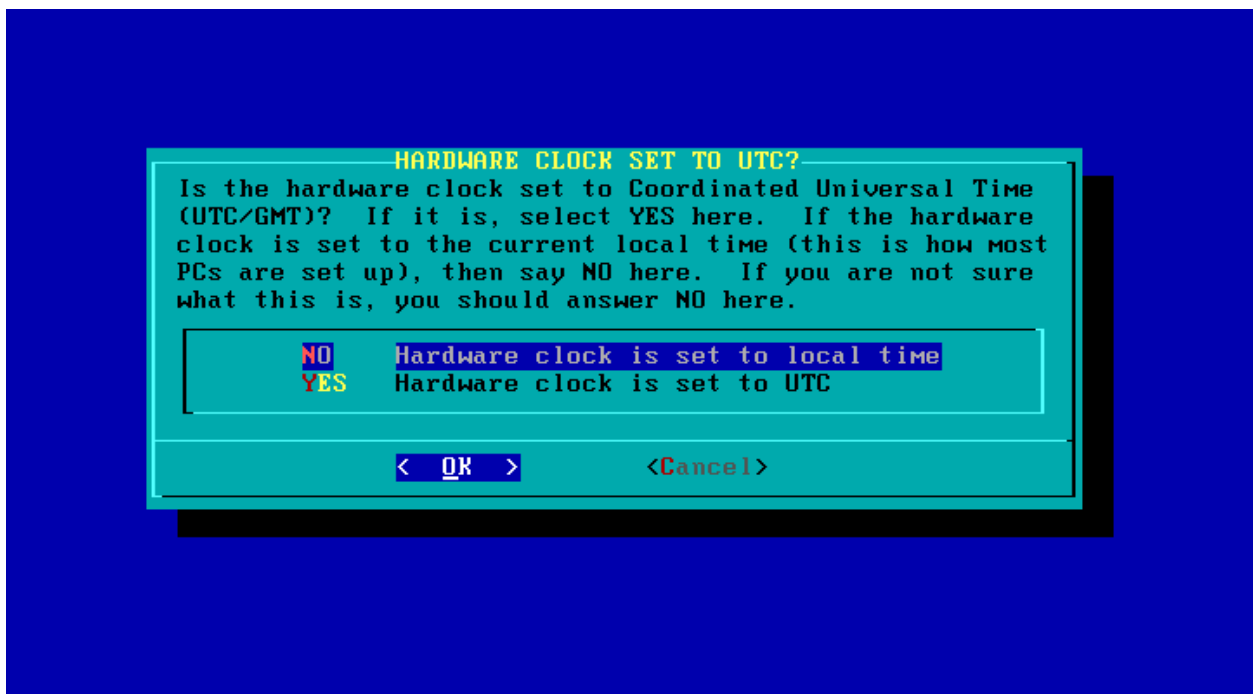 HARDWARE CLOCK SET TO UTC?
Is the hardware clock set to Coordinated Universal Time
(UTC/GMT)?  If it is, select YES here.  If the hardware
clock is set to the current local time (this is how most
PCs are set up), then say NO here.  If you are not sure
what this is, you should answer NO here.
NO    Hardware clock is set to local time
YES   Hardware clock is set to UTC
<  OK  >        <Cancel>